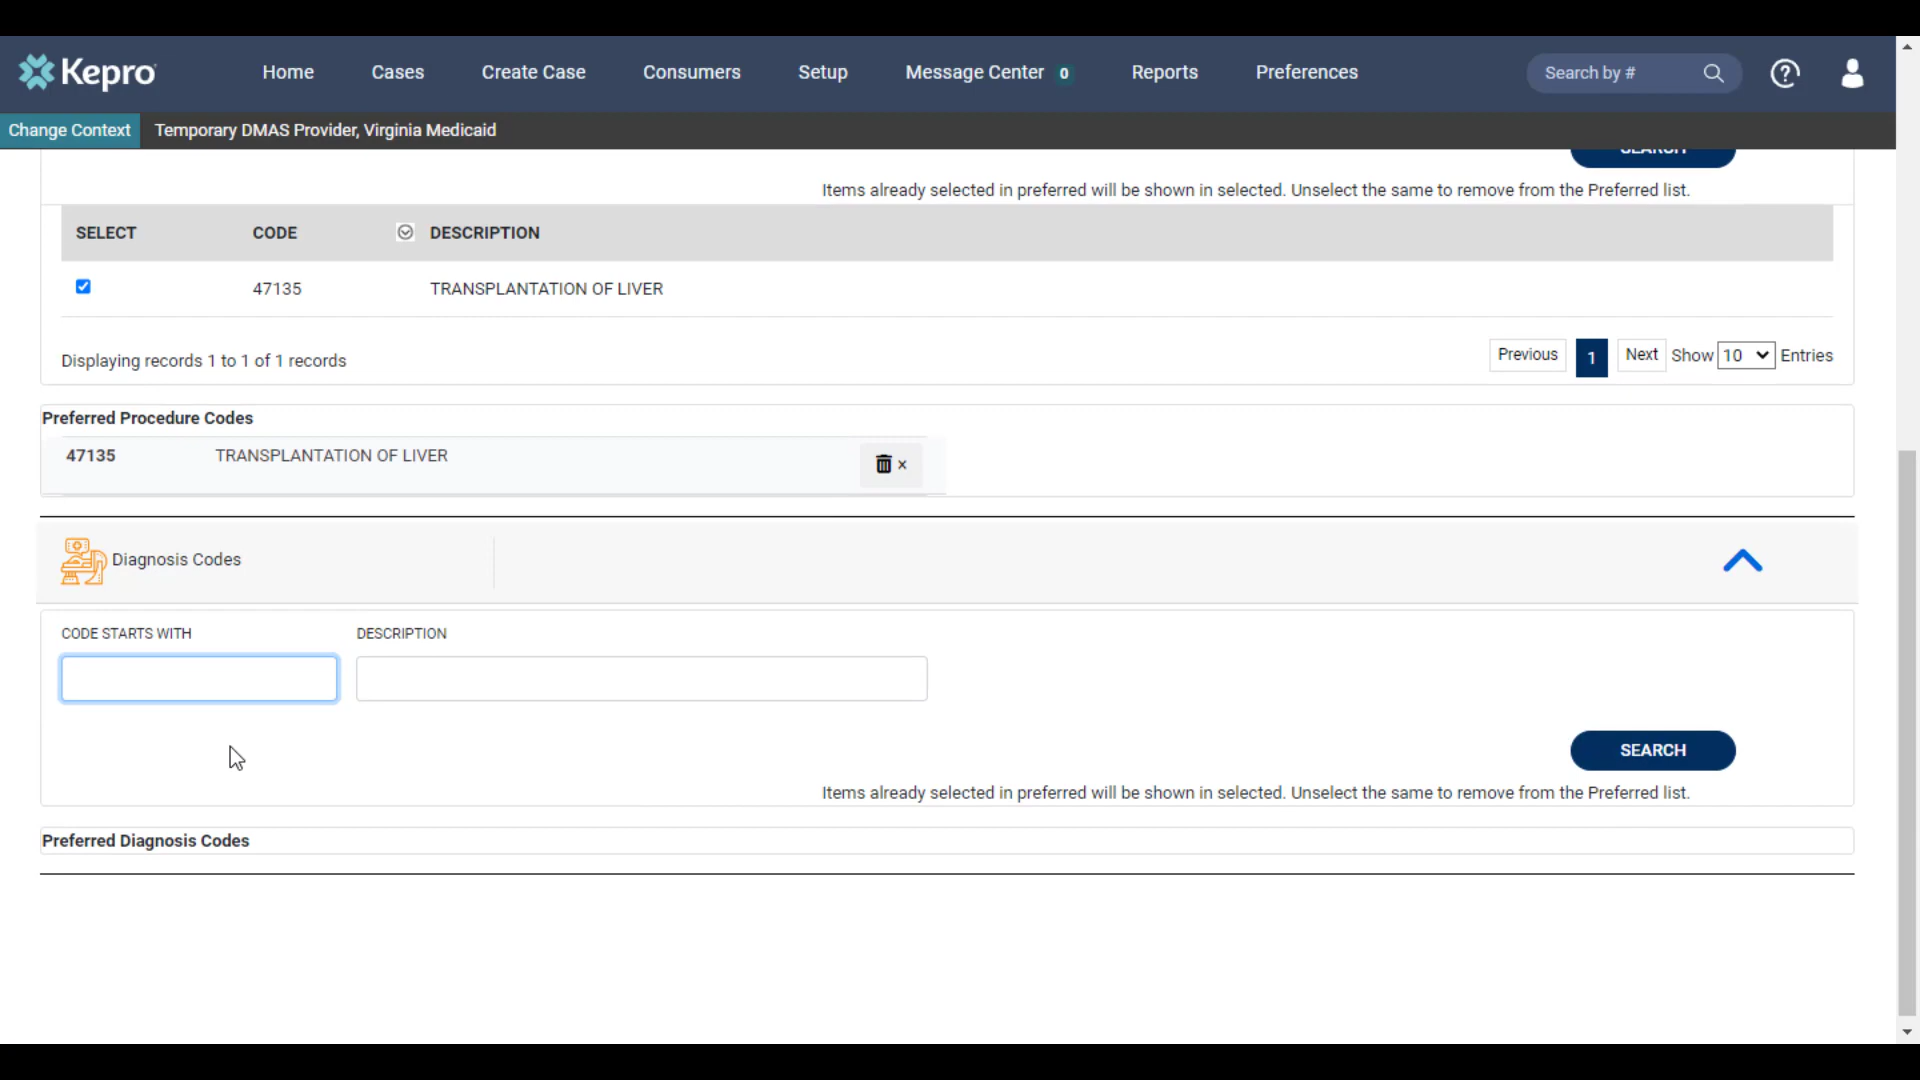 Kepro
Home Cases Create Case Consumers Setup Message Center 0 Reports Preferences Search by #
Change Context Temporary DMAS Provider, Virginia Medicaid
SEARCH
Items already selected in preferred will be shown in selected. Unselect the same to remove from the Preferred list.
SELECT CODE DESCRIPTION
47135 TRANSPLANTATION OF LIVER
Displaying records 1 to 1 of 1 records Previous 1 Next Show 10 Entries
Preferred Procedure Codes
47135 TRANSPLANTATION OF LIVER ×
Diagnosis Codes
CODE STARTS WITH DESCRIPTION
SEARCH
Items already selected in preferred will be shown in selected. Unselect the same to remove from the Preferred list.
Preferred Diagnosis Codes